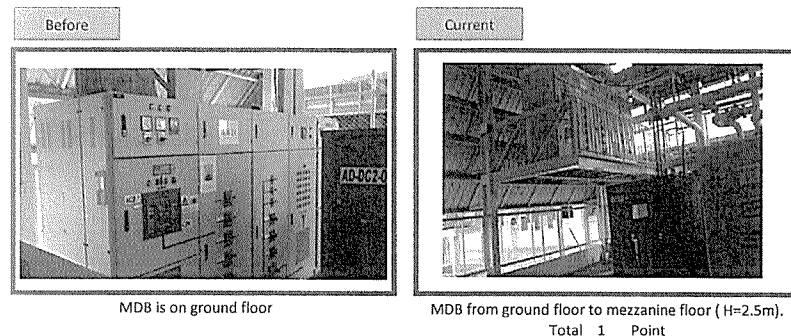 Before
Current
AD-DC2-0
MDB is on ground floor
MDB from ground floor to mezzanine floor ( H=2.5m).
Total 1 Point